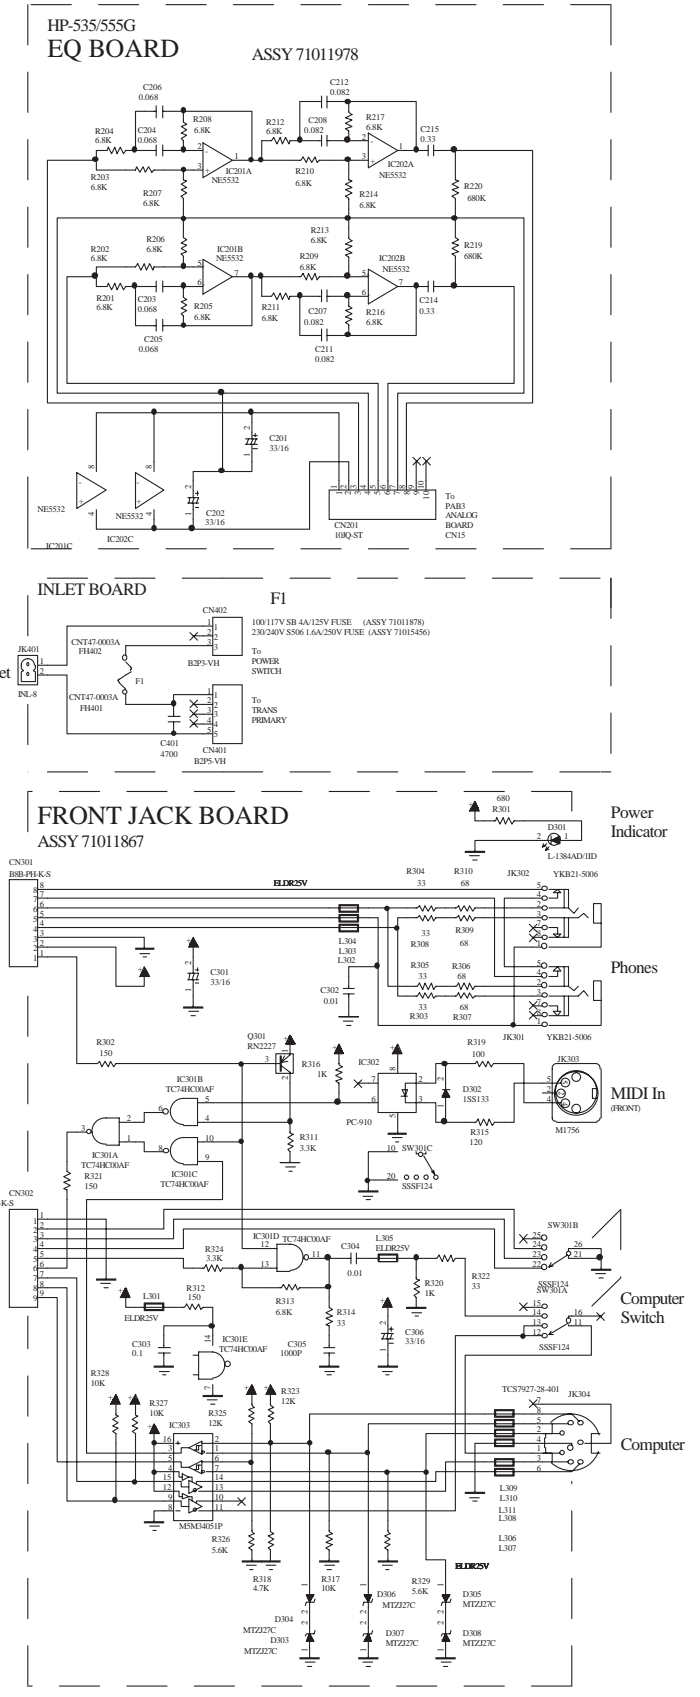 HP-535/555G
EQ BOARD
ASSY 71011978
C206
0.068
C212
0.082
R204
6.8K
C204
0.068
R208
6.8K
R212
6.8K
C208
0.082
R217
6.8K
C215
0.33
IC201A
NE5532
IC202A
NE5532
R203
6.8K
R207
6.8K
R210
6.8K
R214
6.8K
R220
680K
R202
6.8K
R206
6.8K
IC201B
NE5532
R213
6.8K
R209
6.8K
IC202B
NE5532
R219
680K
R201
6.8K
C203
0.068
R205
6.8K
R211
6.8K
C207
0.082
R216
6.8K
C214
0.33
C205
0.068
C211
0.082
C201
33/16
C202
33/16
NE5532
IC201C
NE5532
IC202C
CN201
10JQ-ST
To
PAB3
ANALOG
BOARD
CN15
INLET BOARD
F1
100/117V SB 4A/125V FUSE (ASSY 71011878)
230/240V S506 1.6A/250V FUSE (ASSY 71015456)
CN402
B2P3-VH
To
POWER
SWITCH
JK401
INL-8
et
CNT47-0003A
FH402
F1
CNT47-0003A
FH401
C401
4700
CN401
B2P5-VH
To
TRANS
PRIMARY
FRONT JACK BOARD
ASSY 71011867
680
R301
D301
L-1384AD/1ID
Power
Indicator
CN301
B8B-PH-K-S
ELDR25V
L304
L303
L302
R304
33
R310
68
JK302
YKB21-5006
33
R308
R309
68
R305
33
R306
68
33
R303
68
R307
JK301
YKB21-5006
Phones
C301
33/16
C302
0.01
R302
150
Q301
RN2227
R316
1K
IC302
PC-910
D302
1SS133
R319
100
R315
120
JK303
M1756
MIDI In
(FRONT)
IC301B
TC74HC00AF
IC301A
TC74HC00AF
IC301C
TC74HC00AF
R311
3.3K
R321
150
SW301C
SSSF124
CN302
K-S
R324
3.3K
IC301D
TC74HC00AF
C304
0.01
L305
ELDR25V
R320
1K
R322
33
SW301B
SSSF124
SW301A
SSSF124
Computer
Switch
L301
ELDR25V
R312
150
R313
6.8K
R314
33
C303
0.1
IC301E
TC74HC00AF
C305
1000P
C306
33/16
R328
10K
R327
10K
R325
12K
R323
12K
IC303
M5M34051P
TCS7927-28-401
JK304
Computer
L309
L310
L311
L308
L306
L307
R326
5.6K
R318
4.7K
R317
10K
R329
5.6K
ELDR25V
D304
MTZJ27C
D303
MTZJ27C
D306
MTZJ27C
D307
MTZJ27C
D305
MTZJ27C
D308
MTZJ27C